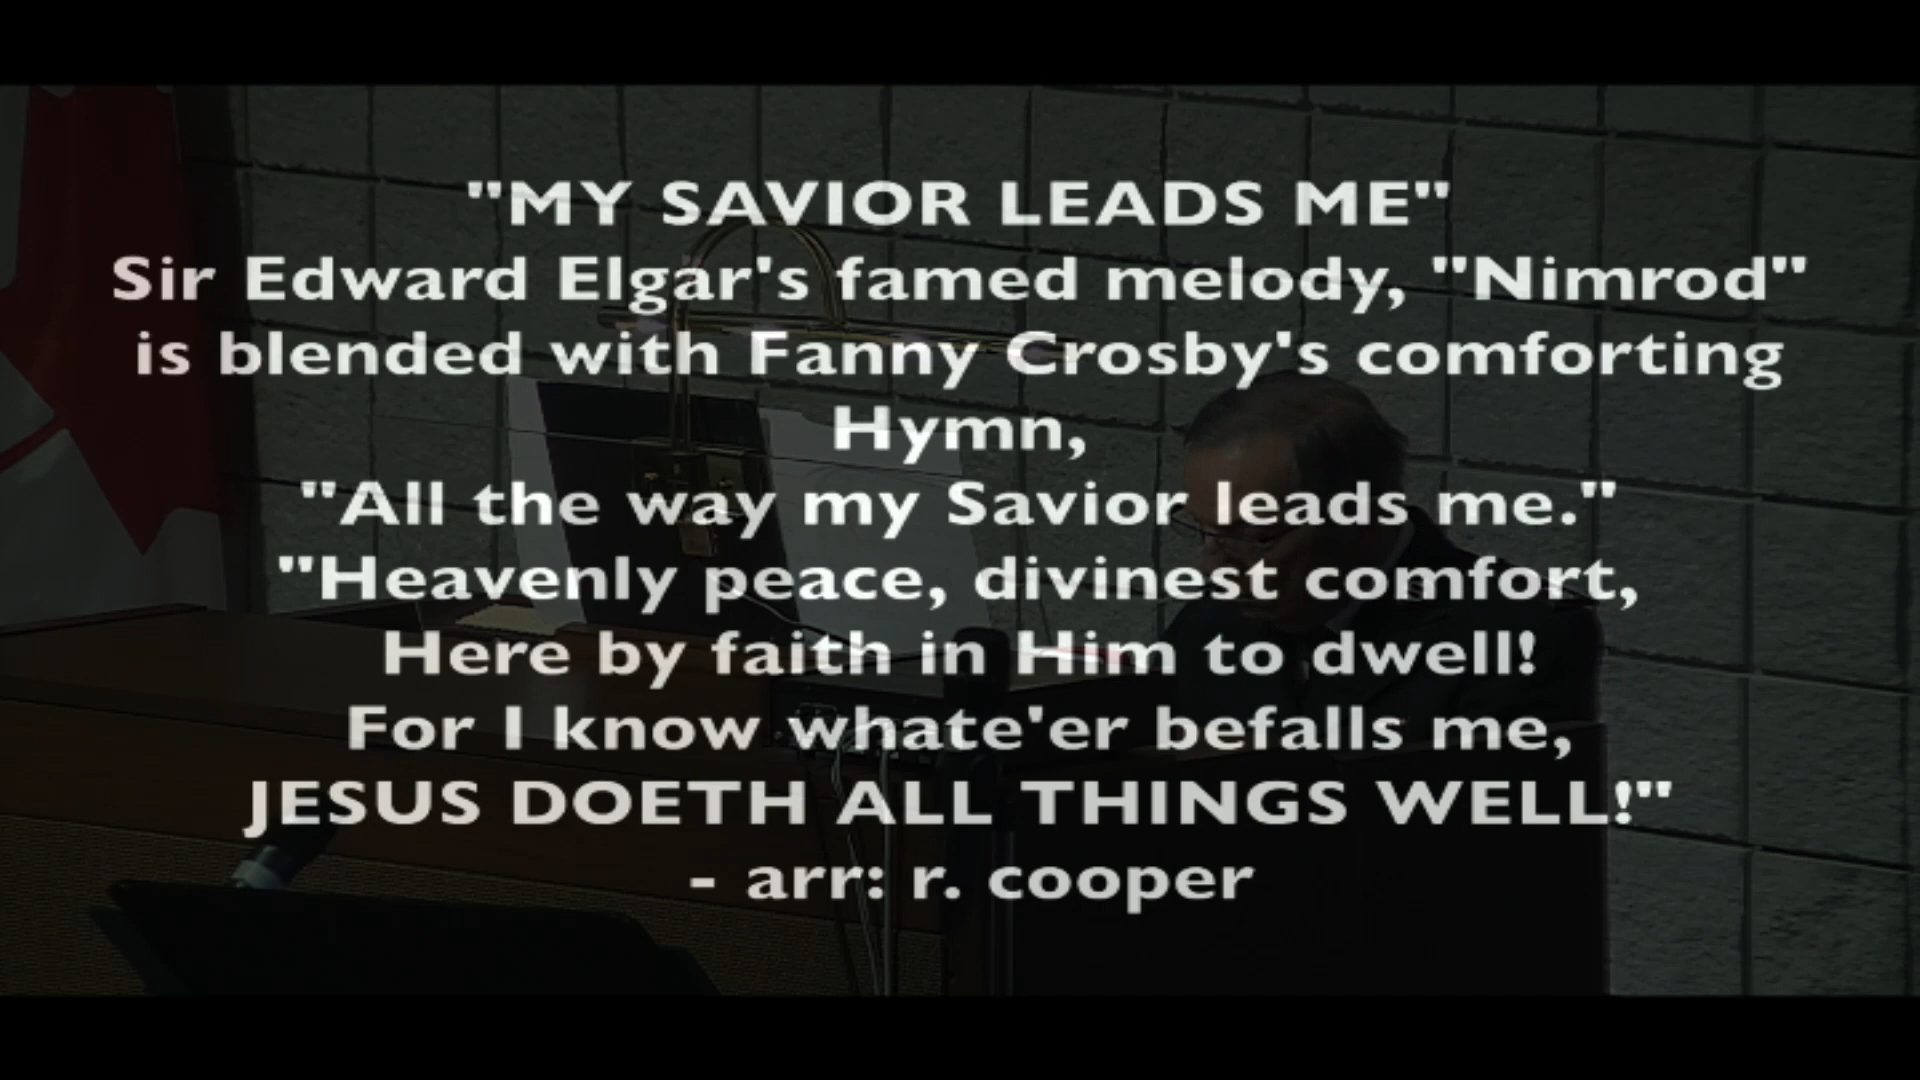 "MY SAVIOR LEADS ME"
Sir Edward Elgar's famed melody, "Nimrod"
is blended with Fanny Crosby's comforting
Hymn,
"All the way my Savior leads me."
"Heavenly peace, divinest comfort,
Here by faith in Him to dwell!
For I know whate'er befalls me,
JESUS DOETH ALL THINGS WELL!"
- arr: r. cooper